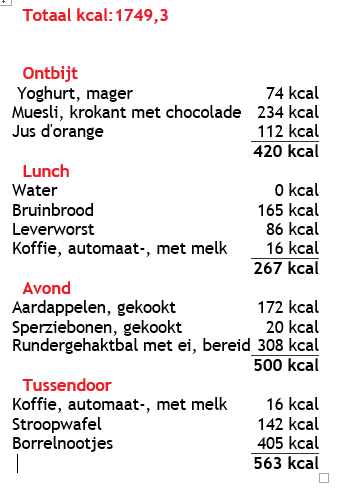 Totaal kcal:1749,3
Ontbijt
Yoghurt, mager 74 kcal
Muesli, krokant met chocolade 234 kcal
Jus d'orange 112 kcal
420 kcal
Lunch
Water 0 kcal
Bruinbrood 165 kcal
Leverworst 86 kcal
Koffie, automaat-, met melk 16 kcal
267 kcal
Avond
Aardappelen, gekookt 172 kcal
Sperziebonen, gekookt 20 kcal
Rundergehaktbal met ei, bereid 308 kcal
500 kcal
Tussendoor
Koffie, automaat-, met melk 16 kcal
Stroopwafel 142 kcal
Borrelnootjes 405 kcal
563 kcal